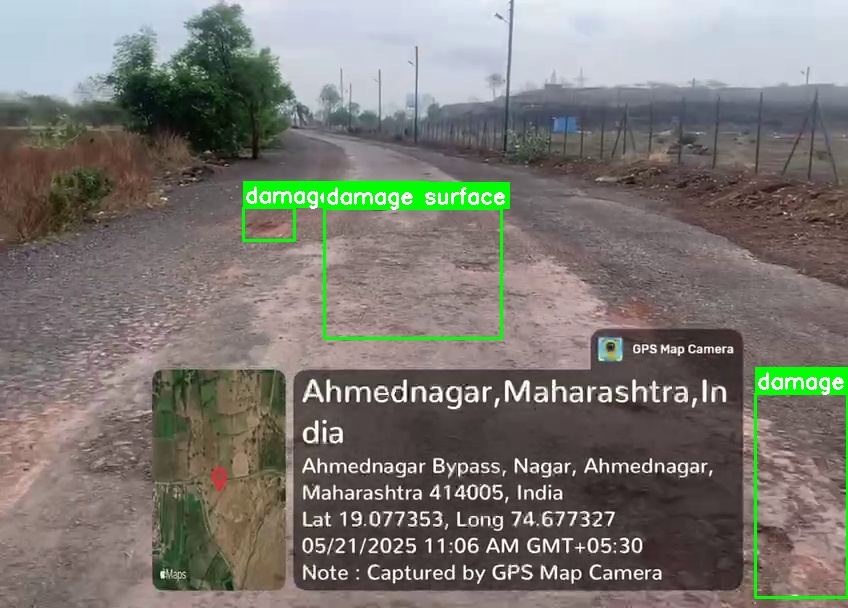 damage
damage surface
GPS Map Camera
damage
Ahmednagar,Maharashtra,In
dia
Ahmednagar Bypass, Nagar, Ahmednagar,
Maharashtra 414005, India
Lat 19.077353, Long 74.677327
05/21/2025 11:06 AM GMT+05:30
Note : Captured by GPS Map Camera
Maps